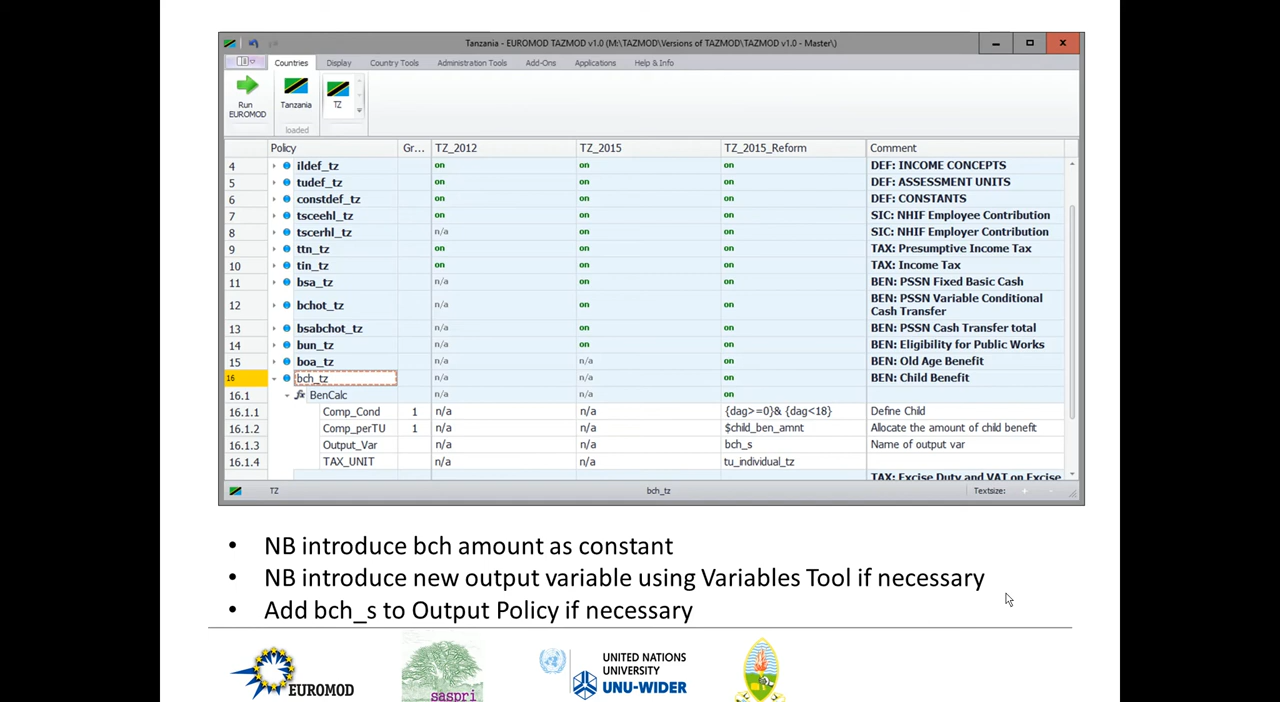 Tanzania - EUROMOD TAZMOD v1.0 (M:\TAZMOD\Versions of TAZMOD\TAZMOD v1.0 - Master\)
Countries Display Country Tools Administration Tools Add-Ons Applications Help & Info
Run EUROMOD
Tanzania
TZ
loaded
Policy Gr... TZ_2012 TZ_2015 TZ_2015_Reform Comment
4 ildef_tz on on on DEF: INCOME CONCEPTS
5 tudef_tz on on on DEF: ASSESSMENT UNITS
6 constdef_tz on on on DEF: CONSTANTS
7 tsceehl_tz on on on SIC: NHIF Employee Contribution
8 tscerhl_tz n/a on on SIC: NHIF Employer Contribution
9 ttn_tz on on on TAX: Presumptive Income Tax
10 tin_tz on on on TAX: Income Tax
11 bsa_tz n/a on on BEN: PSSN Fixed Basic Cash
12 bchot_tz n/a on on BEN: PSSN Variable Conditional Cash Transfer
13 bsabchot_tz n/a on on BEN: PSSN Cash Transfer total
14 bun_tz n/a on on BEN: Eligibility for Public Works
15 boa_tz n/a n/a on BEN: Old Age Benefit
16 bch_tz n/a n/a on BEN: Child Benefit
16.1 fx BenCalc n/a n/a on
16.1.1 Comp_Cond 1 n/a n/a {dag>=0}& {dag<18} Define Child
16.1.2 Comp_perTU 1 n/a n/a $child_ben_amnt Allocate the amount of child benefit
16.1.3 Output_Var n/a n/a bch_s Name of output var
16.1.4 TAX_UNIT n/a n/a tu_individual_tz
TAX: Excise Duty and VAT on Excise
TZ bch_tz Textsize:
• NB introduce bch amount as constant
• NB introduce new output variable using Variables Tool if necessary
• Add bch_s to Output Policy if necessary
EUROMOD
saspri
UNITED NATIONS
UNIVERSITY
UNU-WIDER